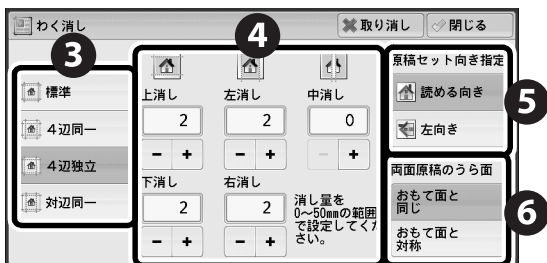 わく消し
取り消し
閉じる
3
標準
4辺同一
4辺独立
対辺同一
4
上消し
2
- +
左消し
2
- +
中消し
0
- +
下消し
2
- +
右消し
2
- +
消し量を
0~50mmの範囲
で設定してくだ
さい。
原稿セット向き指定
読める向き
左向き
5
両面原稿のうら面
おもて面と
同じ
おもて面と
対称
6